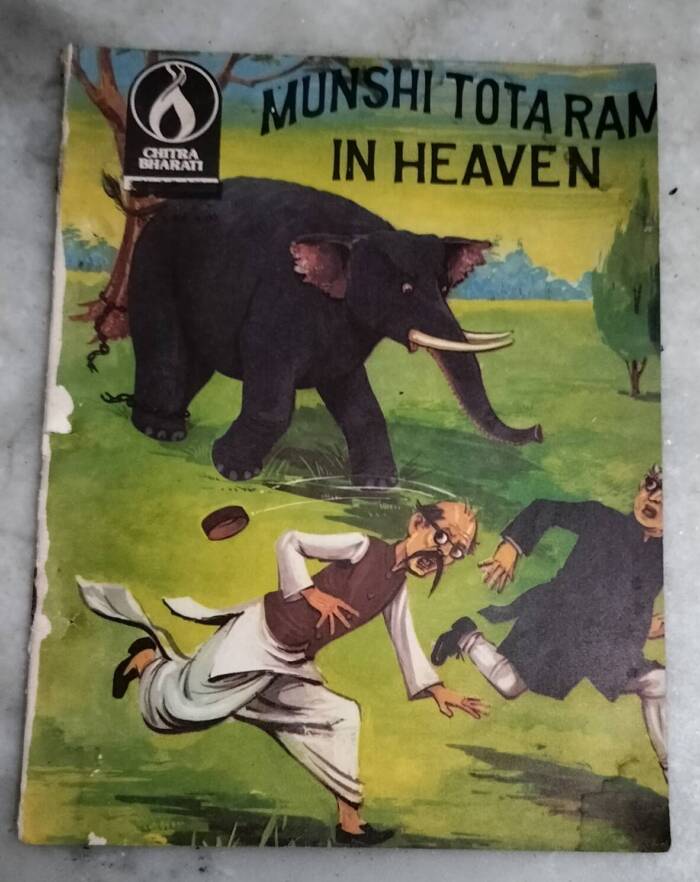 MUNSHI TOTA RAM
IN HEAVEN
CHITRA
BHARATI